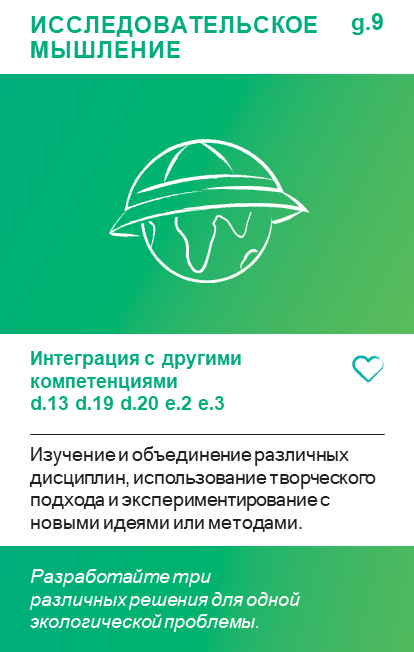 ИССЛЕДОВАТЕЛЬСКОЕ g.9
МЫШЛЕНИЕ
Интеграция с другими
компетенциями
d.13 d.19 d.20 e.2 e.3
Изучение и объединение различных
дисциплин, использование творческого
подхода и экспериментирование с
новыми идеями или методами.
Разработайте три
различных решения для одной
экологической проблемы.